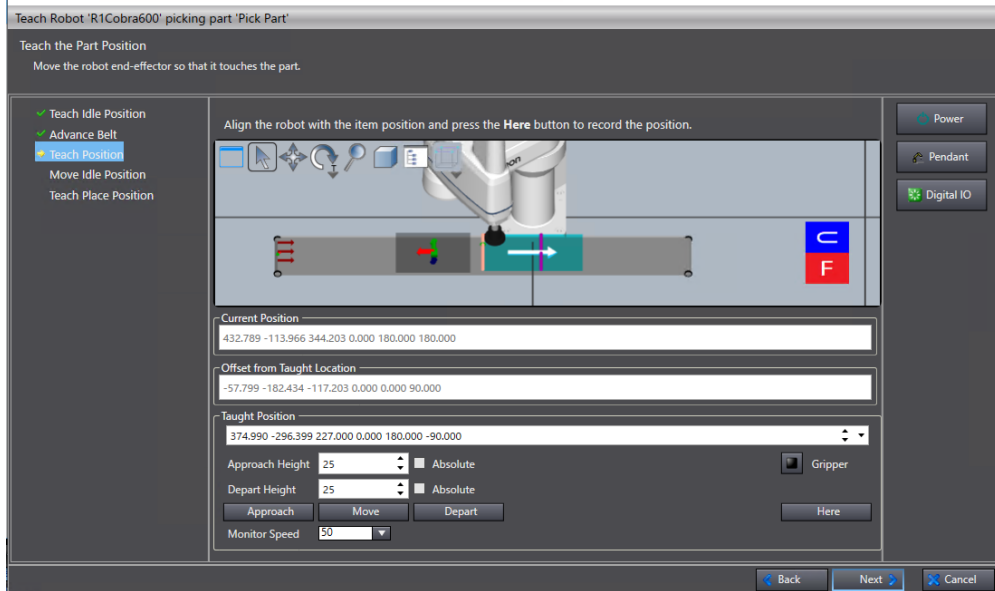 Teach Robot 'R1Cobra600' picking part 'Pick Part'
Teach the Part Position
Move the robot end-effector so that it touches the part.
Teach Idle Position
Advance Belt
Teach Position
Move Idle Position
Teach Place Position
Align the robot with the item position and press the Here button to record the position.
U
F
Current Position
432.789 -113.966 344.203 0.000 180.000 180.000
Offset from Taught Location
-57.799 -182.434 -117.203 0.000 0.000 90.000
Taught Position
374.990 -296.399 227.000 0.000 180.000 -90.000
Approach Height 25 Absolute Gripper
Depart Height 25 Absolute
Approach Move Depart Here
Monitor Speed 50
Power
Pendant
Digital IO
Back Next Cancel